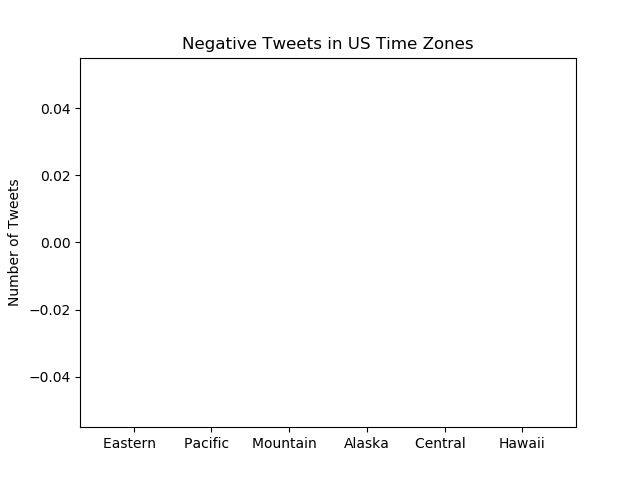 Negative Tweets in US Time Zones
Number of Tweets
0.04
0.02
0.00
−0.02
−0.04
Eastern Pacific Mountain Alaska Central Hawaii